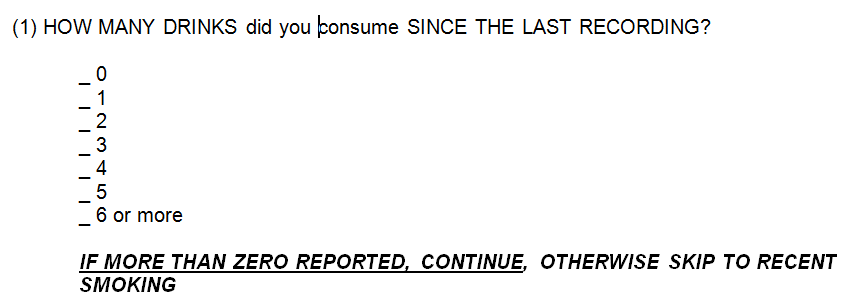 (1) HOW MANY DRINKS did you consume SINCE THE LAST RECORDING?
_ 0
_ 1
_ 2
_ 3
_ 4
_ 5
_ 6 or more
IF MORE THAN ZERO REPORTED, CONTINUE, OTHERWISE SKIP TO RECENT
SMOKING